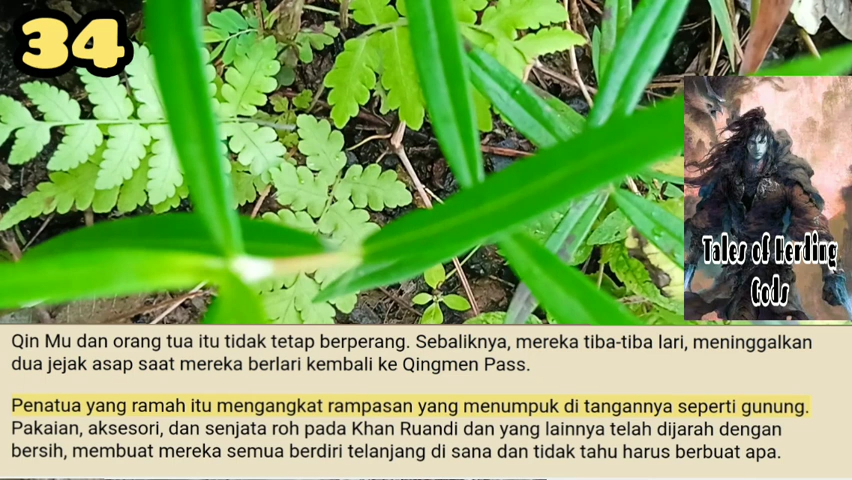 34
Tales of Herding
Gods
Qin Mu dan orang tua itu tidak tetap berperang. Sebaliknya, mereka tiba-tiba lari, meninggalkan
dua jejak asap saat mereka berlari kembali ke Qingmen Pass.
Penatua yang ramah itu mengangkat rampasan yang menumpuk di tangannya seperti gunung.
Pakaian, aksesori, dan senjata roh pada Khan Ruandi dan yang lainnya telah dijarah dengan
bersih, membuat mereka semua berdiri telanjang di sana dan tidak tahu harus berbuat apa.